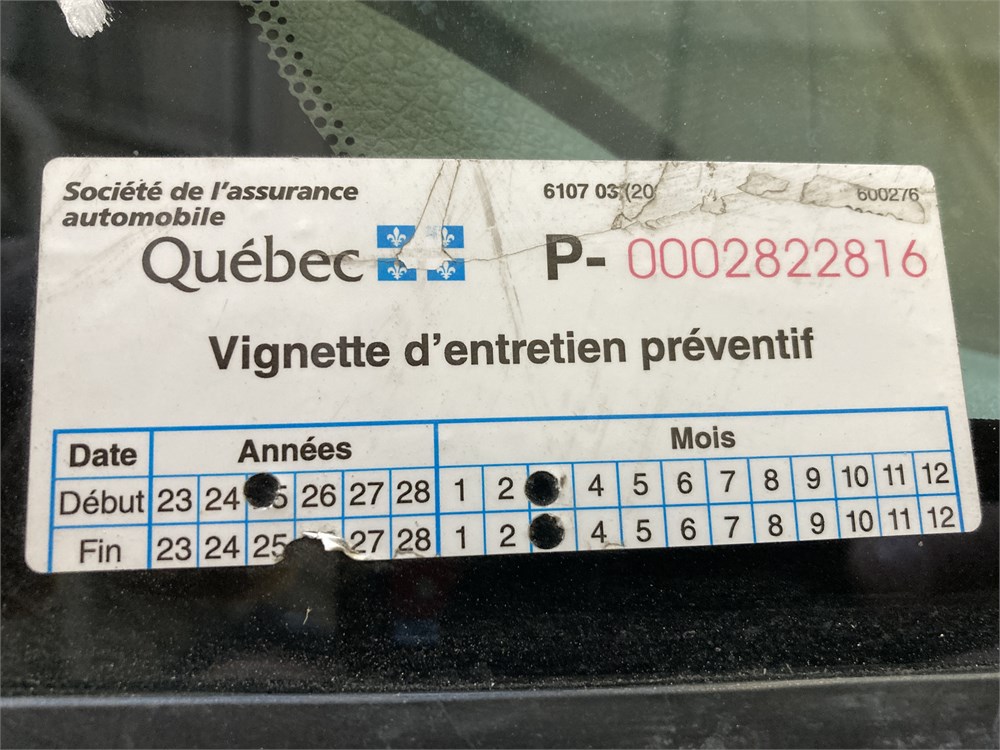 Société de l'assurance
automobile
Québec
6107 03 (20
600276
P- 0002822816
Vignette d'entretien préventif
Date Années Mois
Début 23 24 26 27 28 1 2 4 5 6 7 8 9 10 11 12
Fin 23 24 25 27 28 1 2 4 5 6 7 8 9 10 11 12